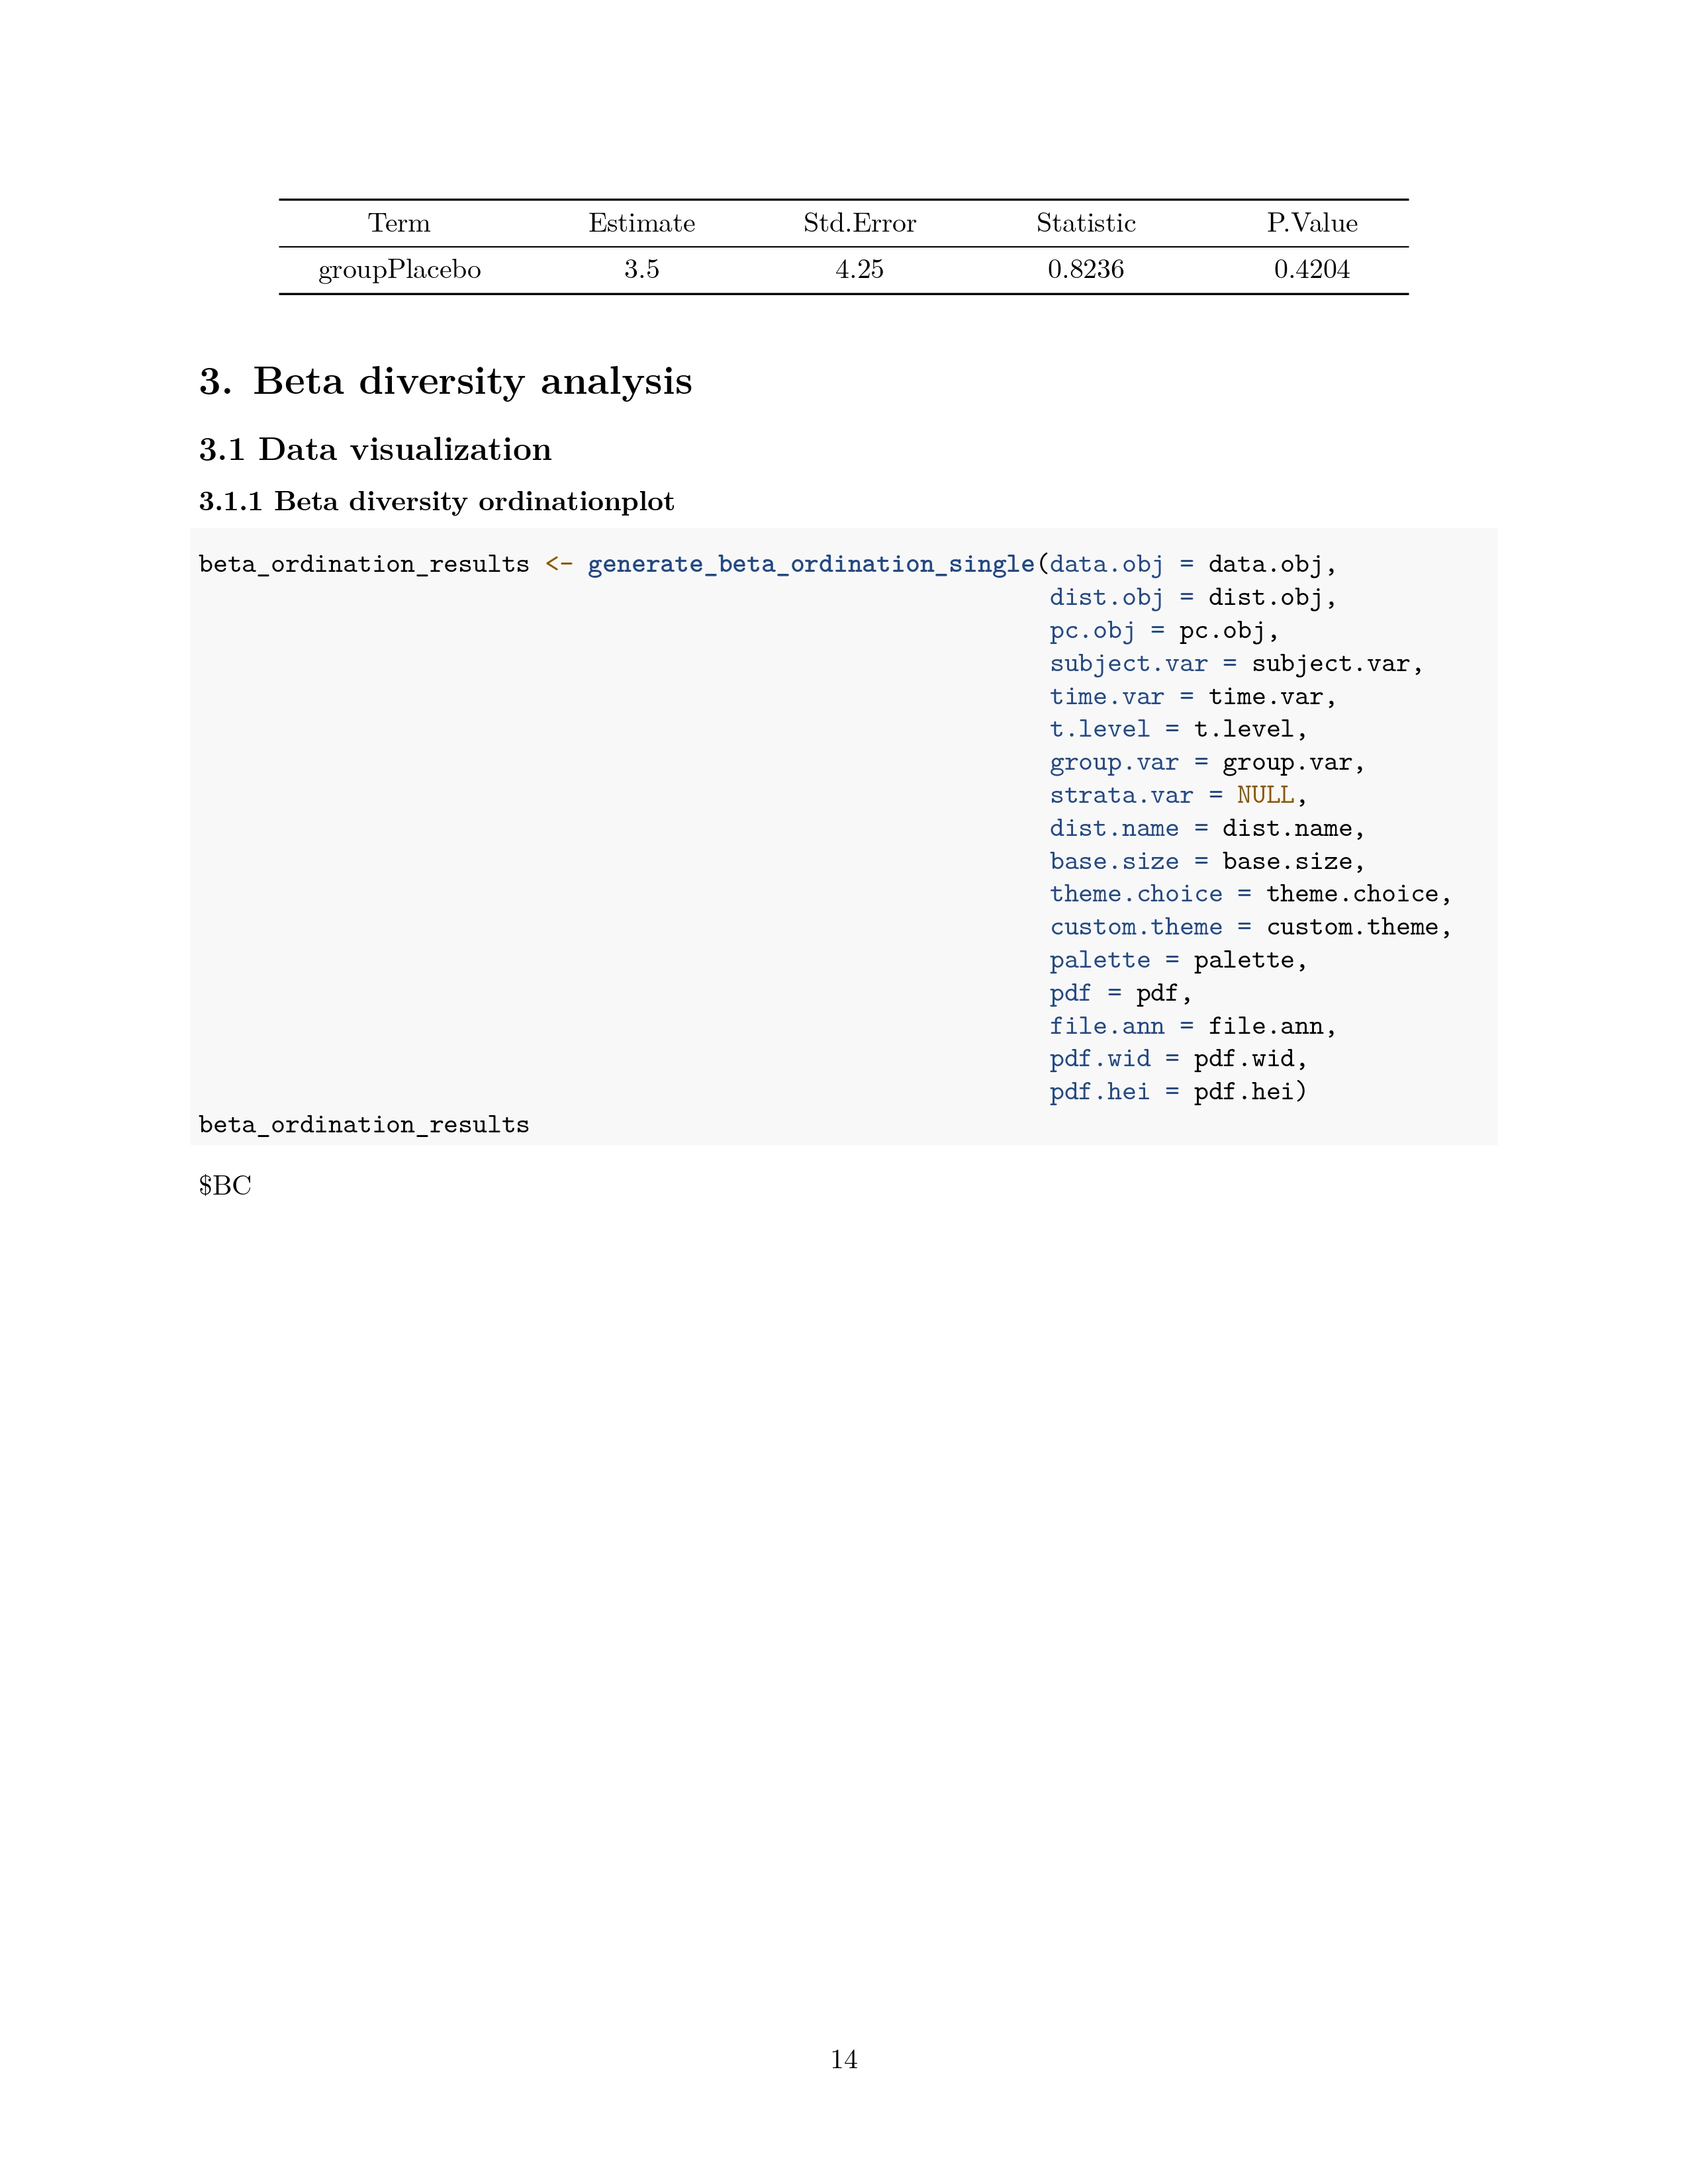 Term Estimate Std.Error Statistic P.Value
groupPlacebo 3.5 4.25 0.8236 0.4204
3. Beta diversity analysis
3.1 Data visualization
3.1.1 Beta diversity ordinationplot
beta_ordination_results <- generate_beta_ordination_single(data.obj = data.obj,
dist.obj = dist.obj,
pc.obj = pc.obj,
subject.var = subject.var,
time.var = time.var,
t.level = t.level,
group.var = group.var,
strata.var = NULL,
dist.name = dist.name,
base.size = base.size,
theme.choice = theme.choice,
custom.theme = custom.theme,
palette = palette,
pdf = pdf,
file.ann = file.ann,
pdf.wid = pdf.wid,
pdf.hei = pdf.hei)
beta_ordination_results
$BC
14